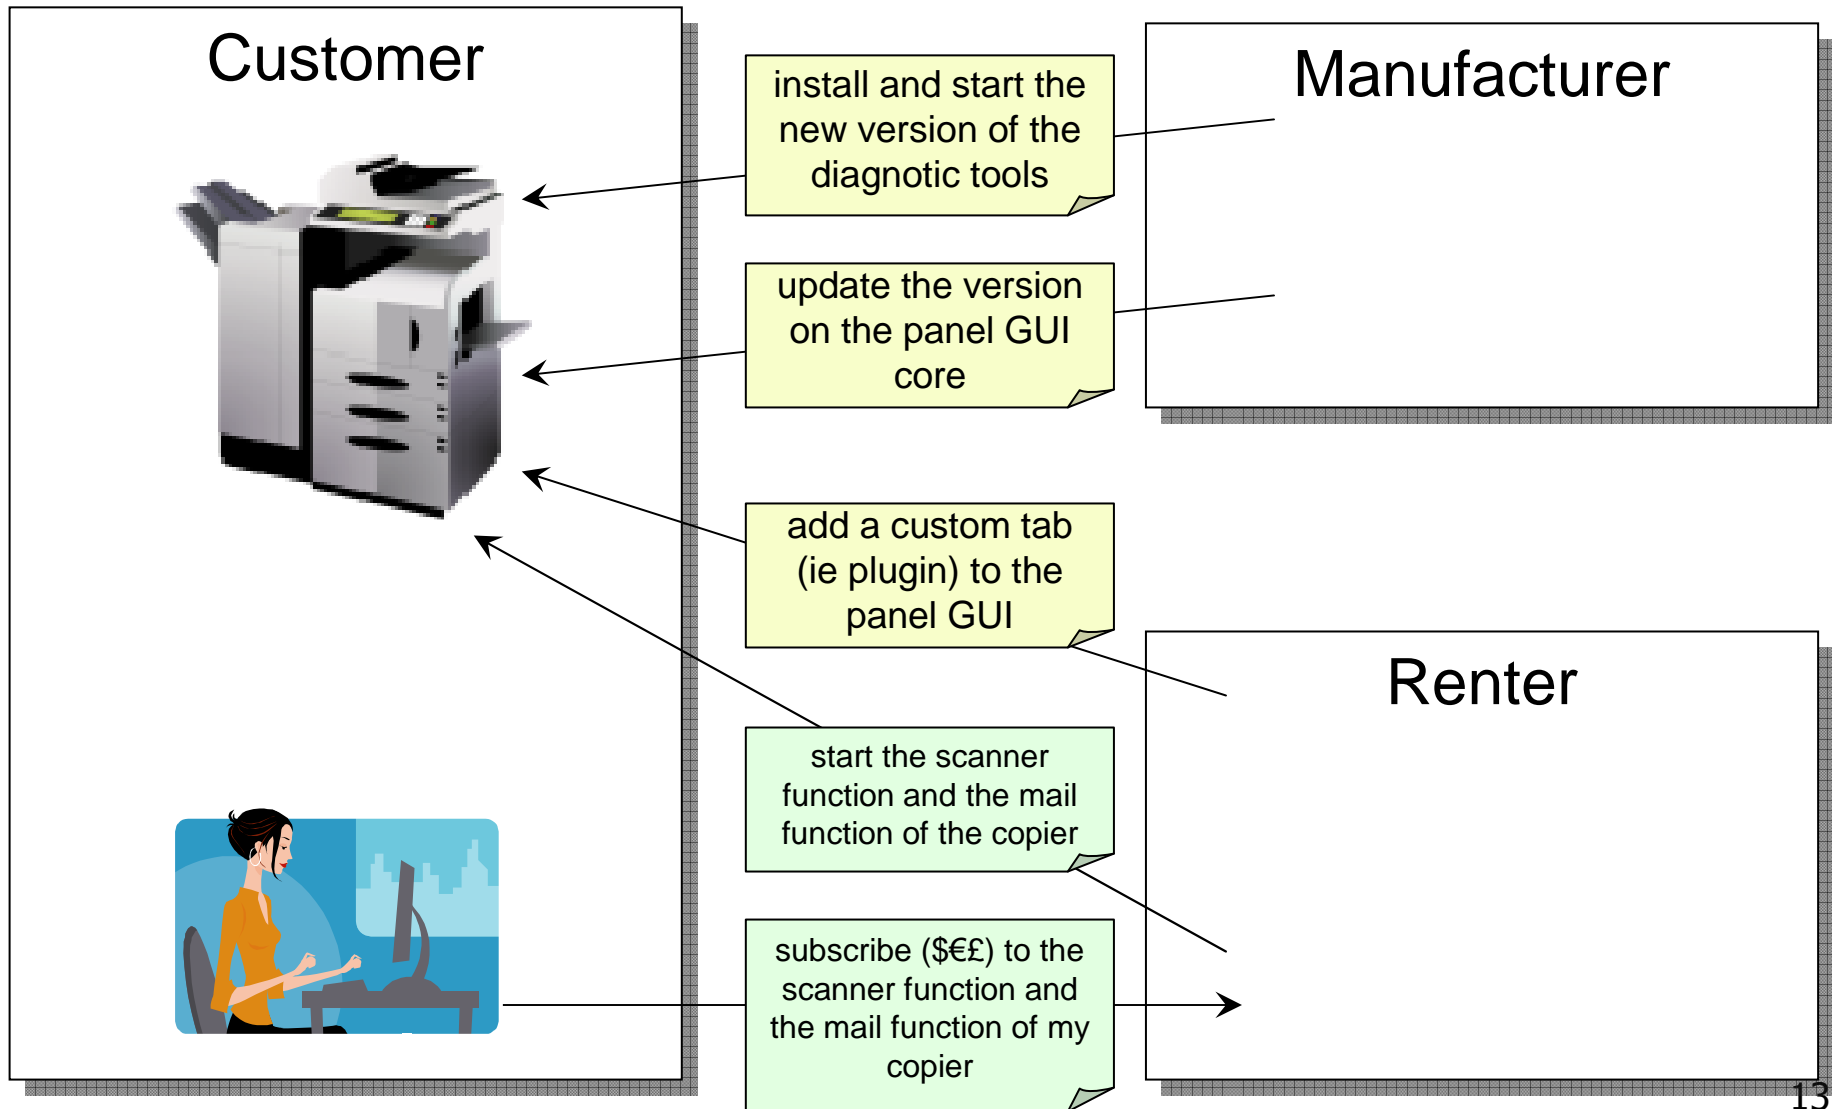 Customer
install and start the
new version of the
diagnotic tools
Manufacturer
update the version
on the panel GUI
core
add a custom tab
(ie plugin) to the
panel GUI
Renter
start the scanner
function and the mail
function of the copier
subscribe ($€£) to the
scanner function and
the mail function of my
copier
13